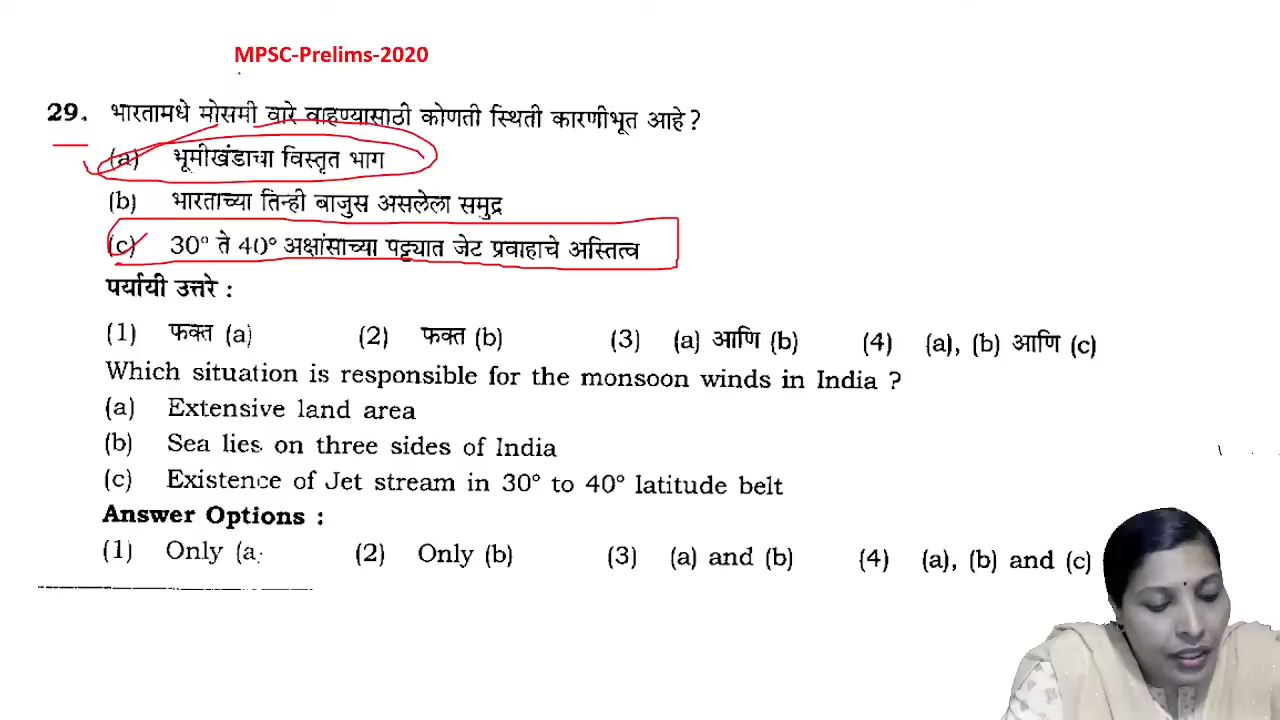 MPSC-Prelims-2020
29. भारतामधे मोसमी वारे वाहण्यासाठी कोणती स्थिती कारणीभूत आहे ?
(a) भूमीखंडाचा विस्तृत भाग
(b) भारताच्या तिन्ही बाजुस असलेला समुद्र
(c) 30° ते 40° अक्षांसाच्या पट्ट्यात जेट प्रवाहाचे अस्तित्व
पर्यायी उत्तरे :
(1) फक्त (a) (2) फक्त (b) (3) (a) आणि (b) (4) (a), (b) आणि (c)
Which situation is responsible for the monsoon winds in India ?
(a) Extensive land area
(b) Sea lies on three sides of India
(c) Existence of Jet stream in 30° to 40° latitude belt
Answer Options :
(1) Only (a (2) Only (b) (3) (a) and (b) (4) (a), (b) and (c)